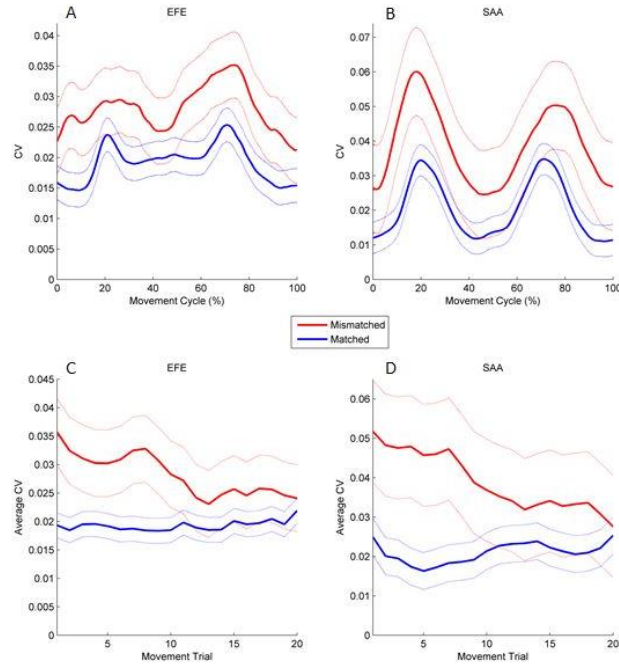 A
EFE
B
SAA
0.04
0.035
0.03
0.025
0.02
0.015
0.01
0.005
0
CV
0 20 40 60 80 100
Movement Cycle (%)
0.07
0.06
0.05
0.04
0.03
0.02
0.01
0
CV
0 20 40 60 80 100
Movement Cycle (%)
Mismatched
Matched
C
EFE
D
SAA
0.045
0.04
0.035
0.03
0.025
0.02
0.015
0.01
0.005
0
Average CV
5 10 15 20
Movement Trial
0.06
0.05
0.04
0.03
0.02
0.01
0
Average CV
5 10 15 20
Movement Trial